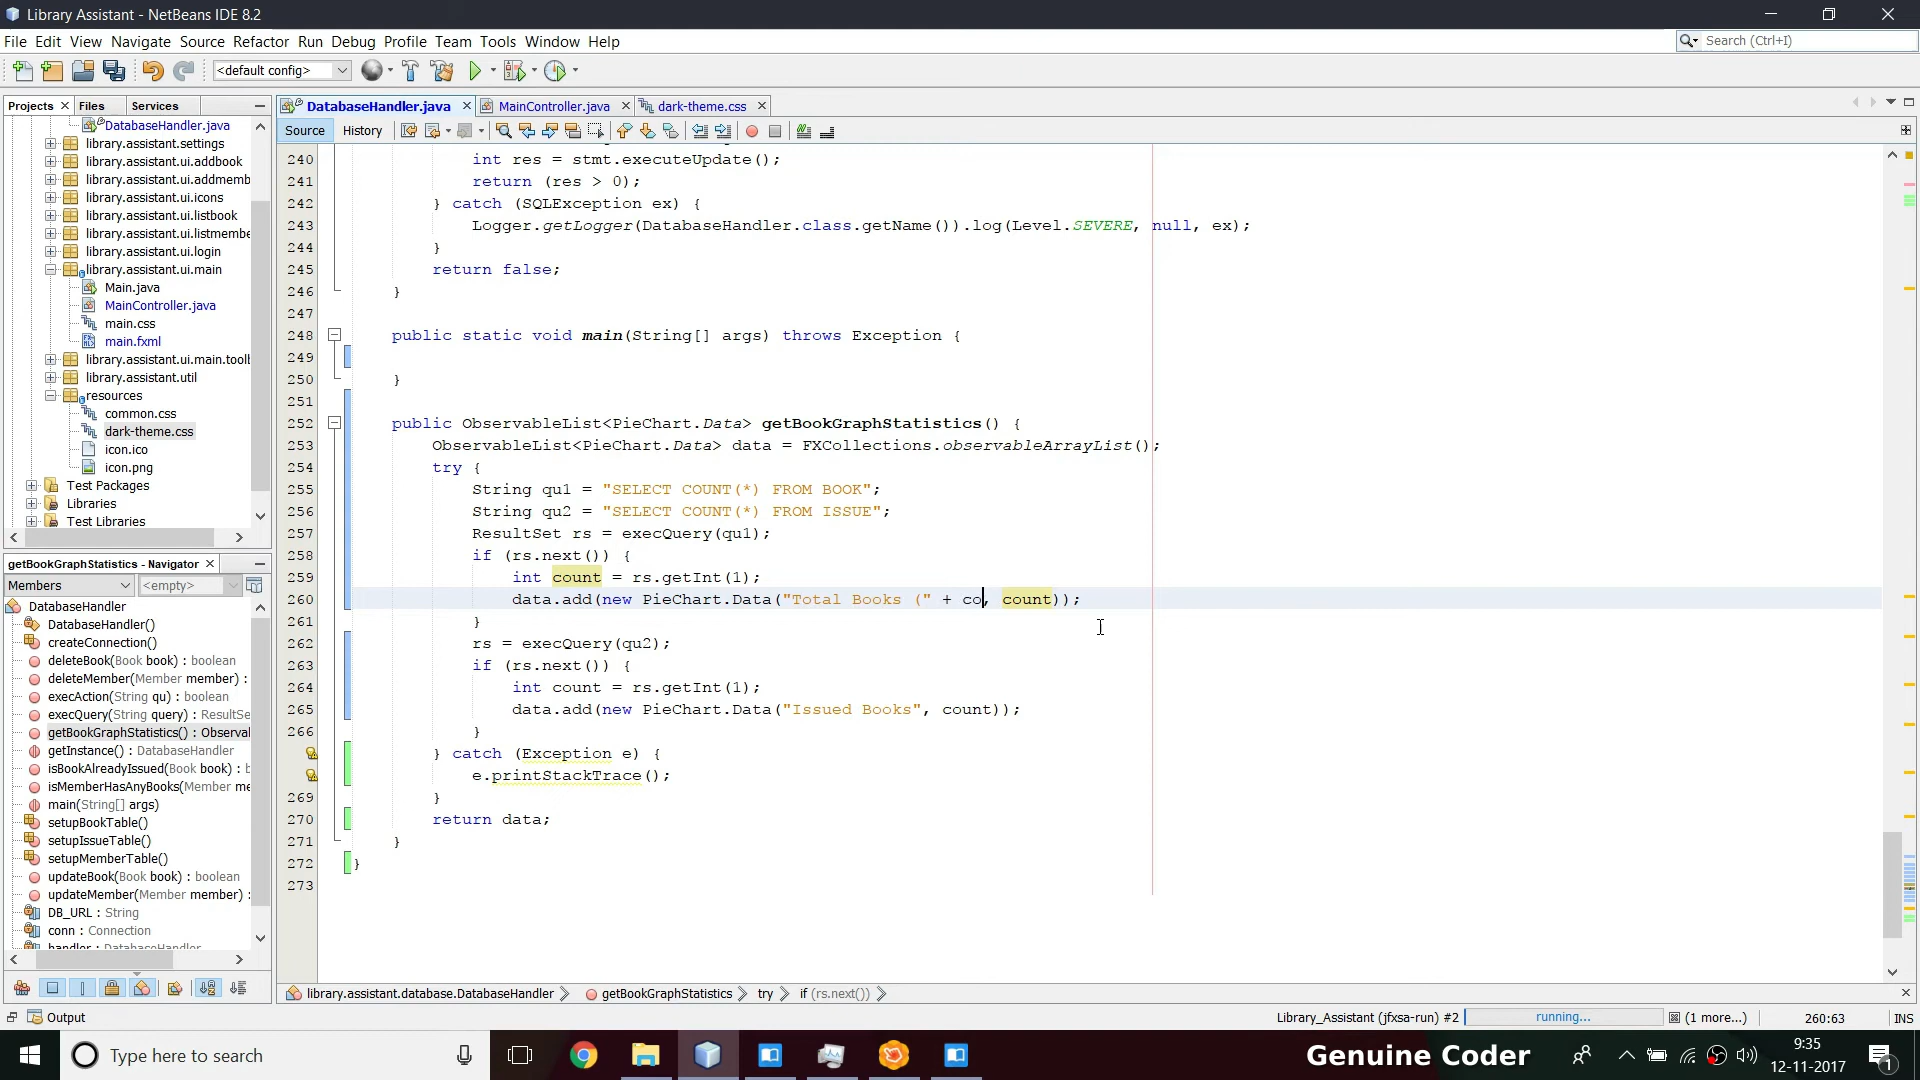 Library Assistant - NetBeans IDE 8.2
File Edit View Navigate Source Refactor Run Debug Profile Team Tools Window Help
Search (Ctrl+I)
<default config>
Projects Files Services
DatabaseHandler.java MainController.java dark-theme.css
Source History
DatabaseHandler.java
library.assistant.settings
library.assistant.ui.addbook
library.assistant.ui.addmemb
library.assistant.ui.icons
library.assistant.ui.listbook
library.assistant.ui.listmembe
library.assistant.ui.login
library.assistant.ui.main
Main.java
MainController.java
main.css
main.fxml
library.assistant.ui.main.toolb
library.assistant.util
resources
common.css
dark-theme.css
icon.ico
icon.png
Test Packages
Libraries
Test Libraries
getBookGraphStatistics - Navigator
Members <empty>
DatabaseHandler
DatabaseHandler()
createConnection()
deleteBook(Book book) : boolean
deleteMember(Member member) :
execAction(String qu) : boolean
execQuery(String query) : ResultSe
getBookGraphStatistics() : Observal
getInstance() : DatabaseHandler
isBookAlreadyIssued(Book book) : b
isMemberHasAnyBooks(Member me
main(String[] args)
setupBookTable()
setupIssueTable()
setupMemberTable()
updateBook(Book book) : boolean
updateMember(Member member) :
DB_URL : String
conn : Connection
handler : DatabaseHandler
240 int res = stmt.executeUpdate();
241 return (res > 0);
242 } catch (SQLException ex) {
243 Logger.getLogger(DatabaseHandler.class.getName()).log(Level.SEVERE, null, ex);
244 }
245 return false;
246 }
247
248 public static void main(String[] args) throws Exception {
249
250 }
251
252 public ObservableList<PieChart.Data> getBookGraphStatistics() {
253 ObservableList<PieChart.Data> data = FXCollections.observableArrayList();
254 try {
255 String qu1 = "SELECT COUNT(*) FROM BOOK";
256 String qu2 = "SELECT COUNT(*) FROM ISSUE";
257 ResultSet rs = execQuery(qu1);
258 if (rs.next()) {
259 int count = rs.getInt(1);
260 data.add(new PieChart.Data("Total Books (" + co, count));
261 }
262 rs = execQuery(qu2);
263 if (rs.next()) {
264 int count = rs.getInt(1);
265 data.add(new PieChart.Data("Issued Books", count));
266 }
} catch (Exception e) {
e.printStackTrace();
269 }
270 return data;
271 }
272 }
273
library.assistant.database.DatabaseHandler getBookGraphStatistics try if (rs.next())
Output
Library_Assistant (jfxsa-run) #2 running... (1 more...) 260:63 INS
Type here to search
Genuine Coder
9:35
12-11-2017
1